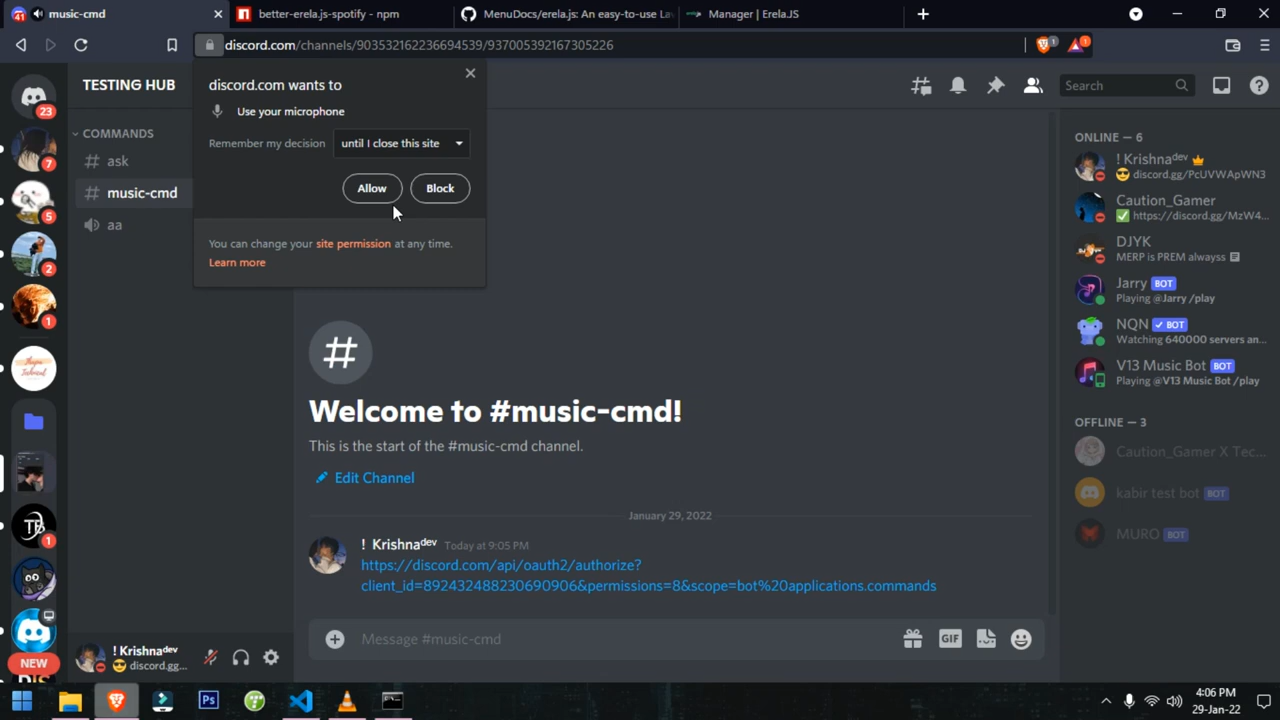 41
music-cmd
better-erela.js-spotify - npm
MenuDocs/erela.js: An easy-to-use La
Manager | ErelaJS
discord.com/channels/903532162236694539/937005392167305226
1
1
discord.com wants to
Use your microphone
Remember my decision
until I close this site
Allow
Block
You can change your site permission at any time.
Learn more
TESTING HUB
COMMANDS
ask
music-cmd
aa
23
7
5
2
1
1
NEW
Search
Welcome to #music-cmd!
This is the start of the #music-cmd channel.
Edit Channel
January 29, 2022
! Krishnaᵈᵉᵛ Today at 9:05 PM
https://discord.com/api/oauth2/authorize?
client_id=892432488230690906&permissions=8&scope=bot%20applications.commands
Message #music-cmd
GIF
! Krishnadev
discord.gg...
ONLINE — 6
! Krishnaᵈᵉᵛ
discord.gg/PcUVWApWN3
Caution_Gamer
https://discord.gg/MzW4...
DJYK
MERP is PREM alwayss
Jarry BOT
Playing @Jarry /play
NQN BOT
Watching 640000 servers an...
V13 Music Bot BOT
Playing @V13 Music Bot /play
OFFLINE — 3
Caution_Gamer X Tec...
kabir test bot BOT
MURO BOT
Ps
4:06 PM
29-Jan-22